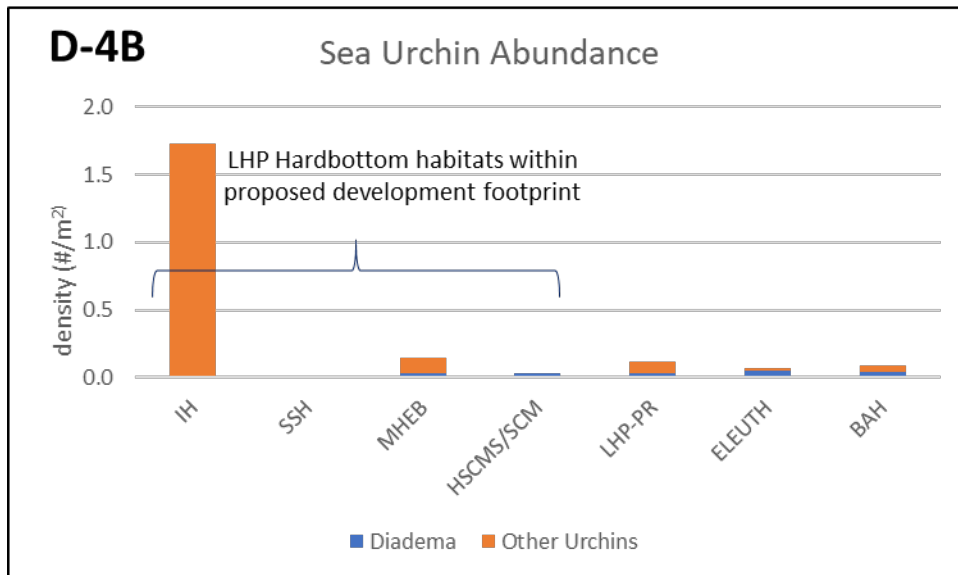 D-4B
Sea Urchin Abundance
2.0
LHP Hardbottom habitats within
proposed development footprint
1.5
1.0
0.5
0.0
density (#/m²)
IH
SSH
MHEB
HSCMS/SCM
LHP-PR
ELEUTH
BAH
Diadema
Other Urchins